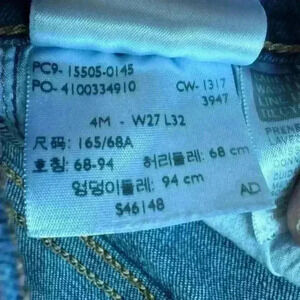 PC9- 15505-0145
PO- 4100334910
CW- 1317
3947
4M - W27 L32
尺码: 165/68A
호칭: 68-94 허리둘레: 68 cm
엉덩이둘레: 94 cm
S46148
AD